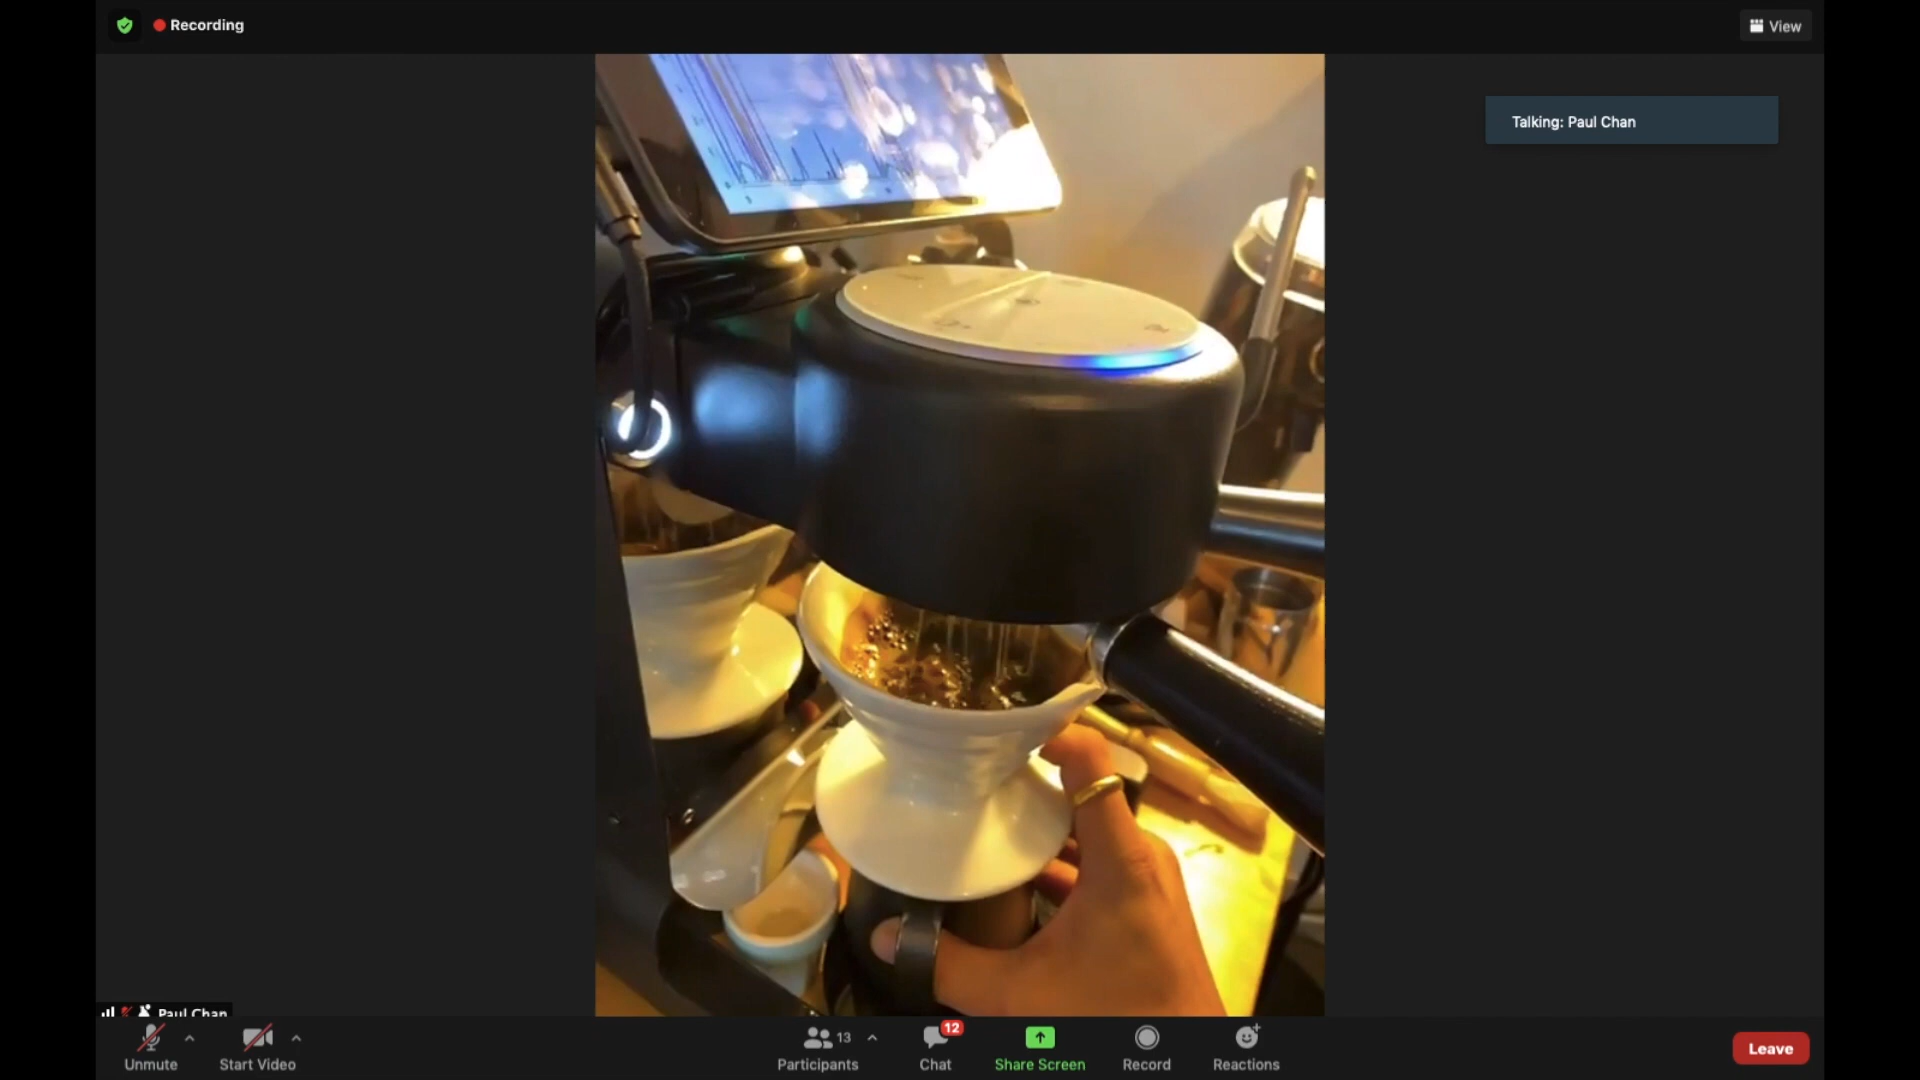 Recording
View
Talking: Paul Chan
Paul Chan
Unmute
Start Video
13
Participants
12
Chat
Share Screen
Record
Reactions
Leave